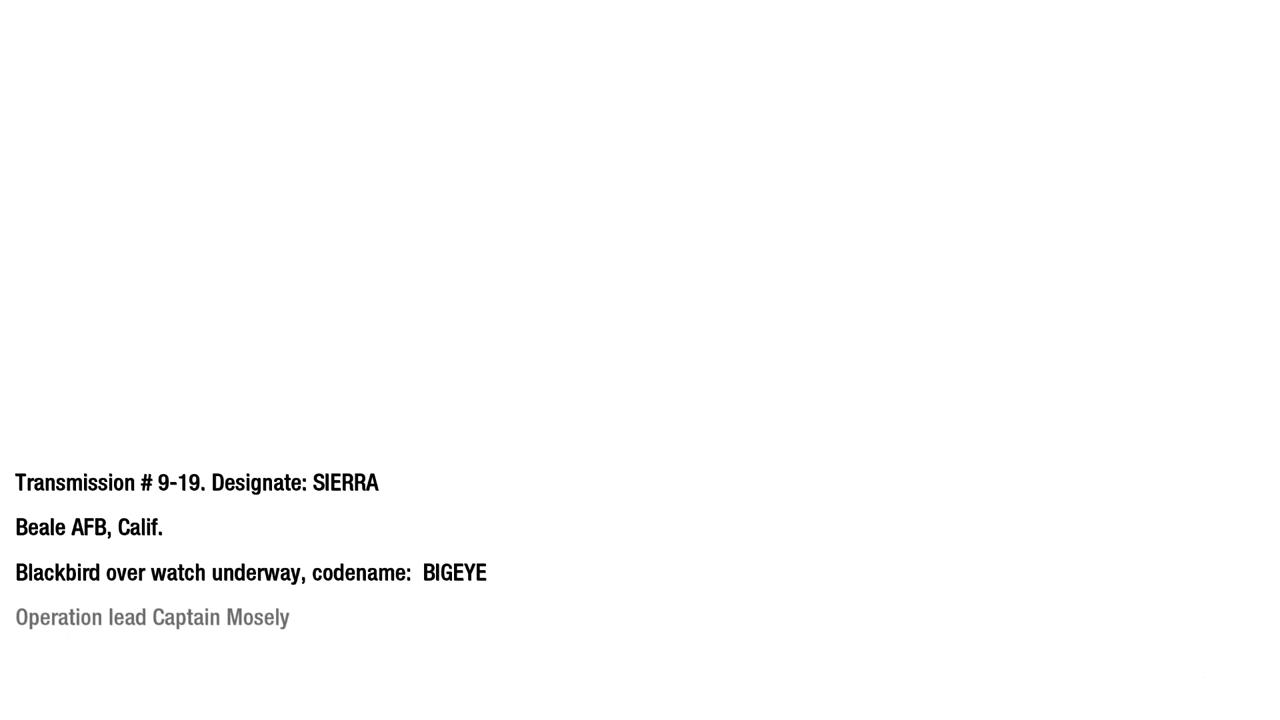 Transmission # 9-19. Designate: SIERRA
Beale AFB, Calif.
Blackbird over watch underway, codename:  BIGEYE
Operation lead Captain Mosely